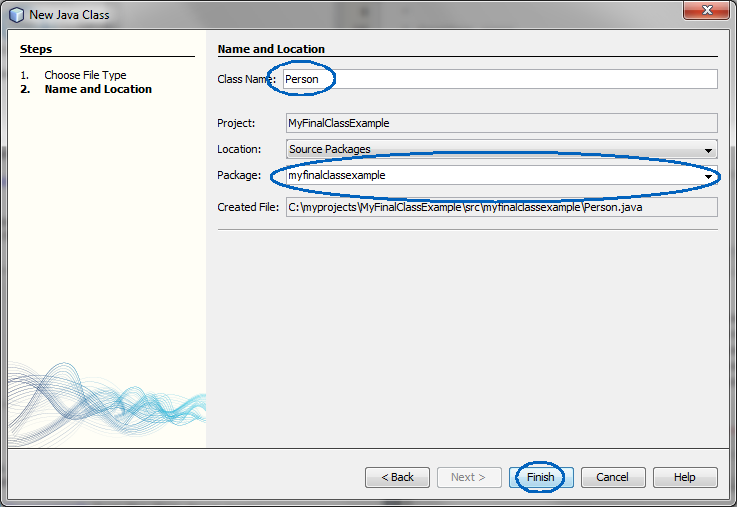 New Java Class
Steps
1. Choose File Type
2. Name and Location
Name and Location
Class Name: Person
Project: MyFinalClassExample
Location: Source Packages
Package: myfinalclassexample
Created File: C:\myprojects\MyFinalClassExample\src\myfinalclassexample\Person.java
< Back Next > Finish Cancel Help